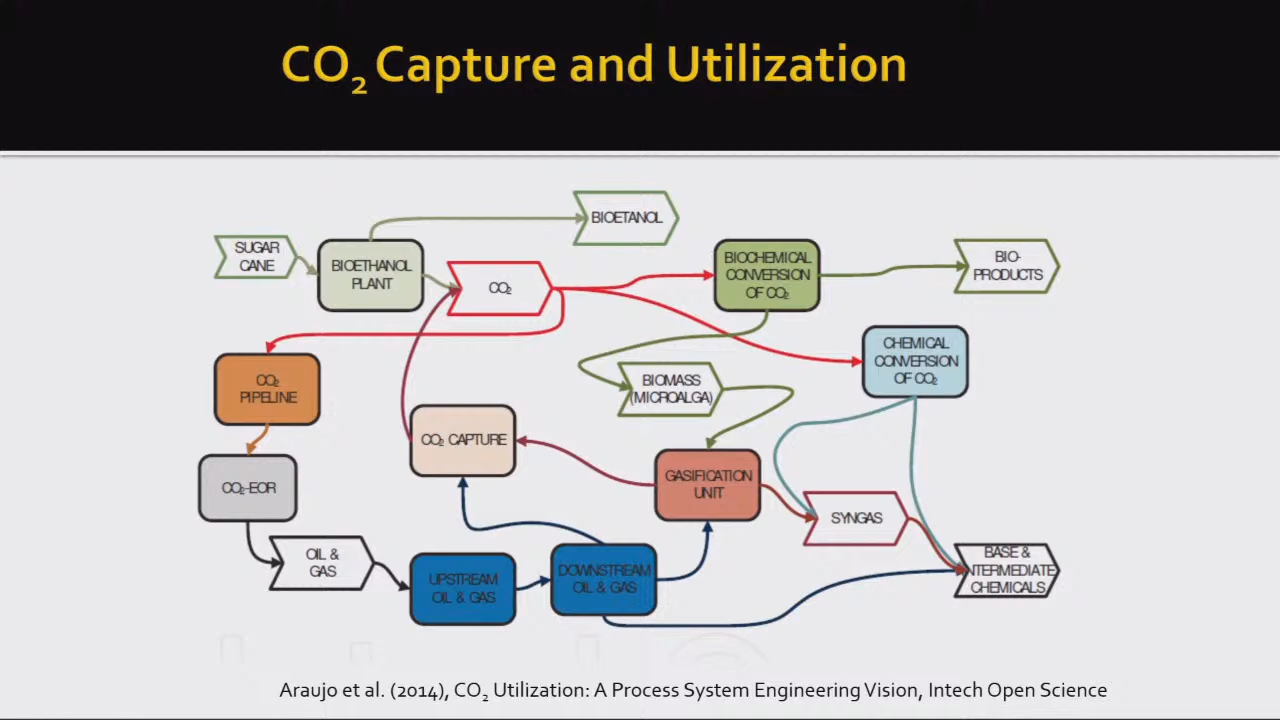 CO₂ Capture and Utilization
BIOETANOL
SUGAR
CANE
BIOETHANOL
PLANT
CO₂
BIOCHEMICAL
CONVERSION
OF CO₂
BIO-
PRODUCTS
CHEMICAL
CONVERSION
OF CO₂
CO₂
PIPELINE
BIOMASS
(MICROALGA)
CO₂ CAPTURE
GASIFICATION
UNIT
CO₂-EOR
SYNGAS
OIL &
GAS
UPSTREAM
OIL & GAS
DOWNSTREAM
OIL & GAS
BASE &
NTERMEDIATE
CHEMICALS
Araujo et al. (2014), CO₂ Utilization: A Process System Engineering Vision, Intech Open Science